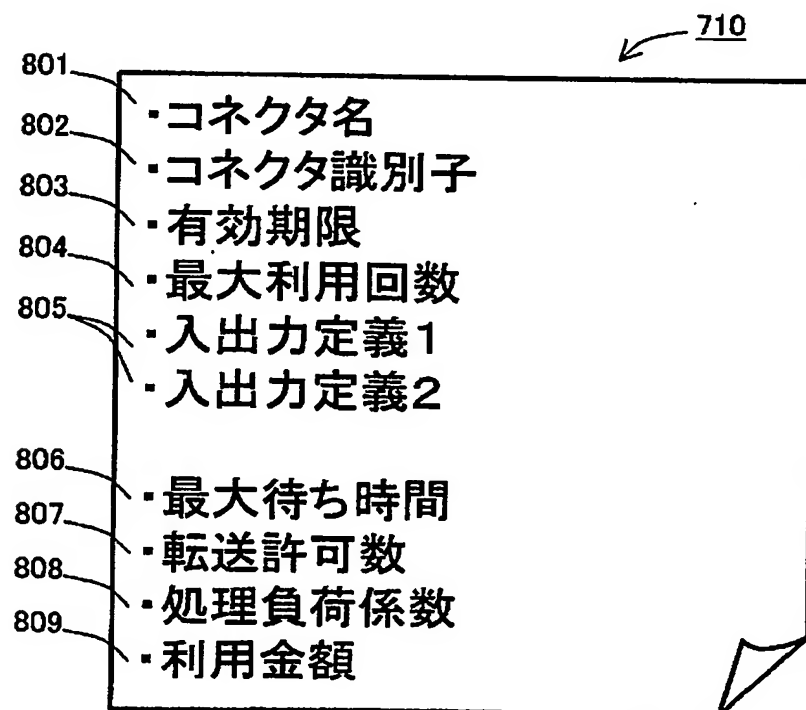 710
801 ・コネクタ名
802 ・コネクタ識別子
803 ・有効期限
804 ・最大利用回数
805 ・入出力定義1
・入出力定義2
806 ・最大待ち時間
807 ・転送許可数
808 ・処理負荷係数
809 ・利用金額